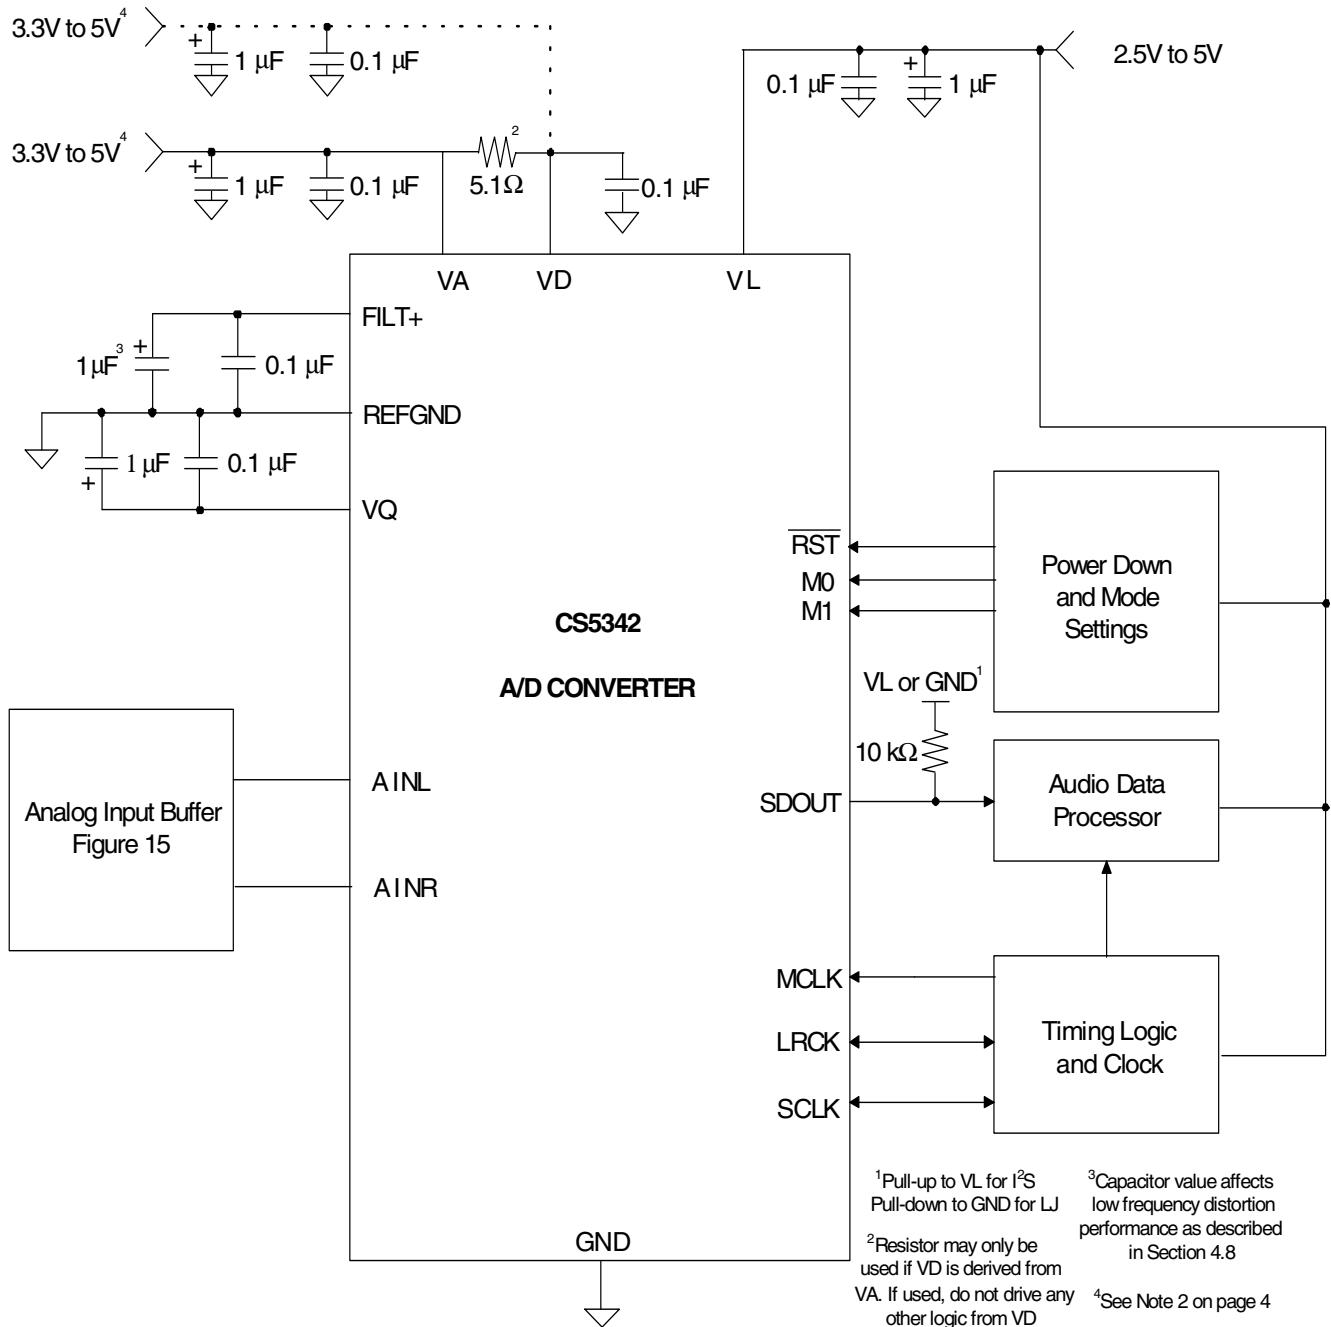 3.3V to 5V⁴
+
1 µF
0.1 µF
0.1 µF
+
1 µF
2.5V to 5V
3.3V to 5V⁴
+
1 µF
0.1 µF
2
5.1Ω
0.1 µF
VA
VD
VL
FILT+
1µF³
+
0.1 µF
REFGND
1 µF
+
0.1 µF
VQ
RST
M0
M1
Power Down
and Mode
Settings
CS5342
A/D CONVERTER
VL or GND¹
10 kΩ
Analog Input Buffer
Figure 15
AINL
AINR
SDOUT
Audio Data
Processor
MCLK
LRCK
SCLK
Timing Logic
and Clock
GND
¹Pull-up to VL for I²S
Pull-down to GND for LJ
²Resistor may only be
used if VD is derived from
VA. If used, do not drive any
other logic from VD
³Capacitor value affects
low frequency distortion
performance as described
in Section 4.8
⁴See Note 2 on page 4